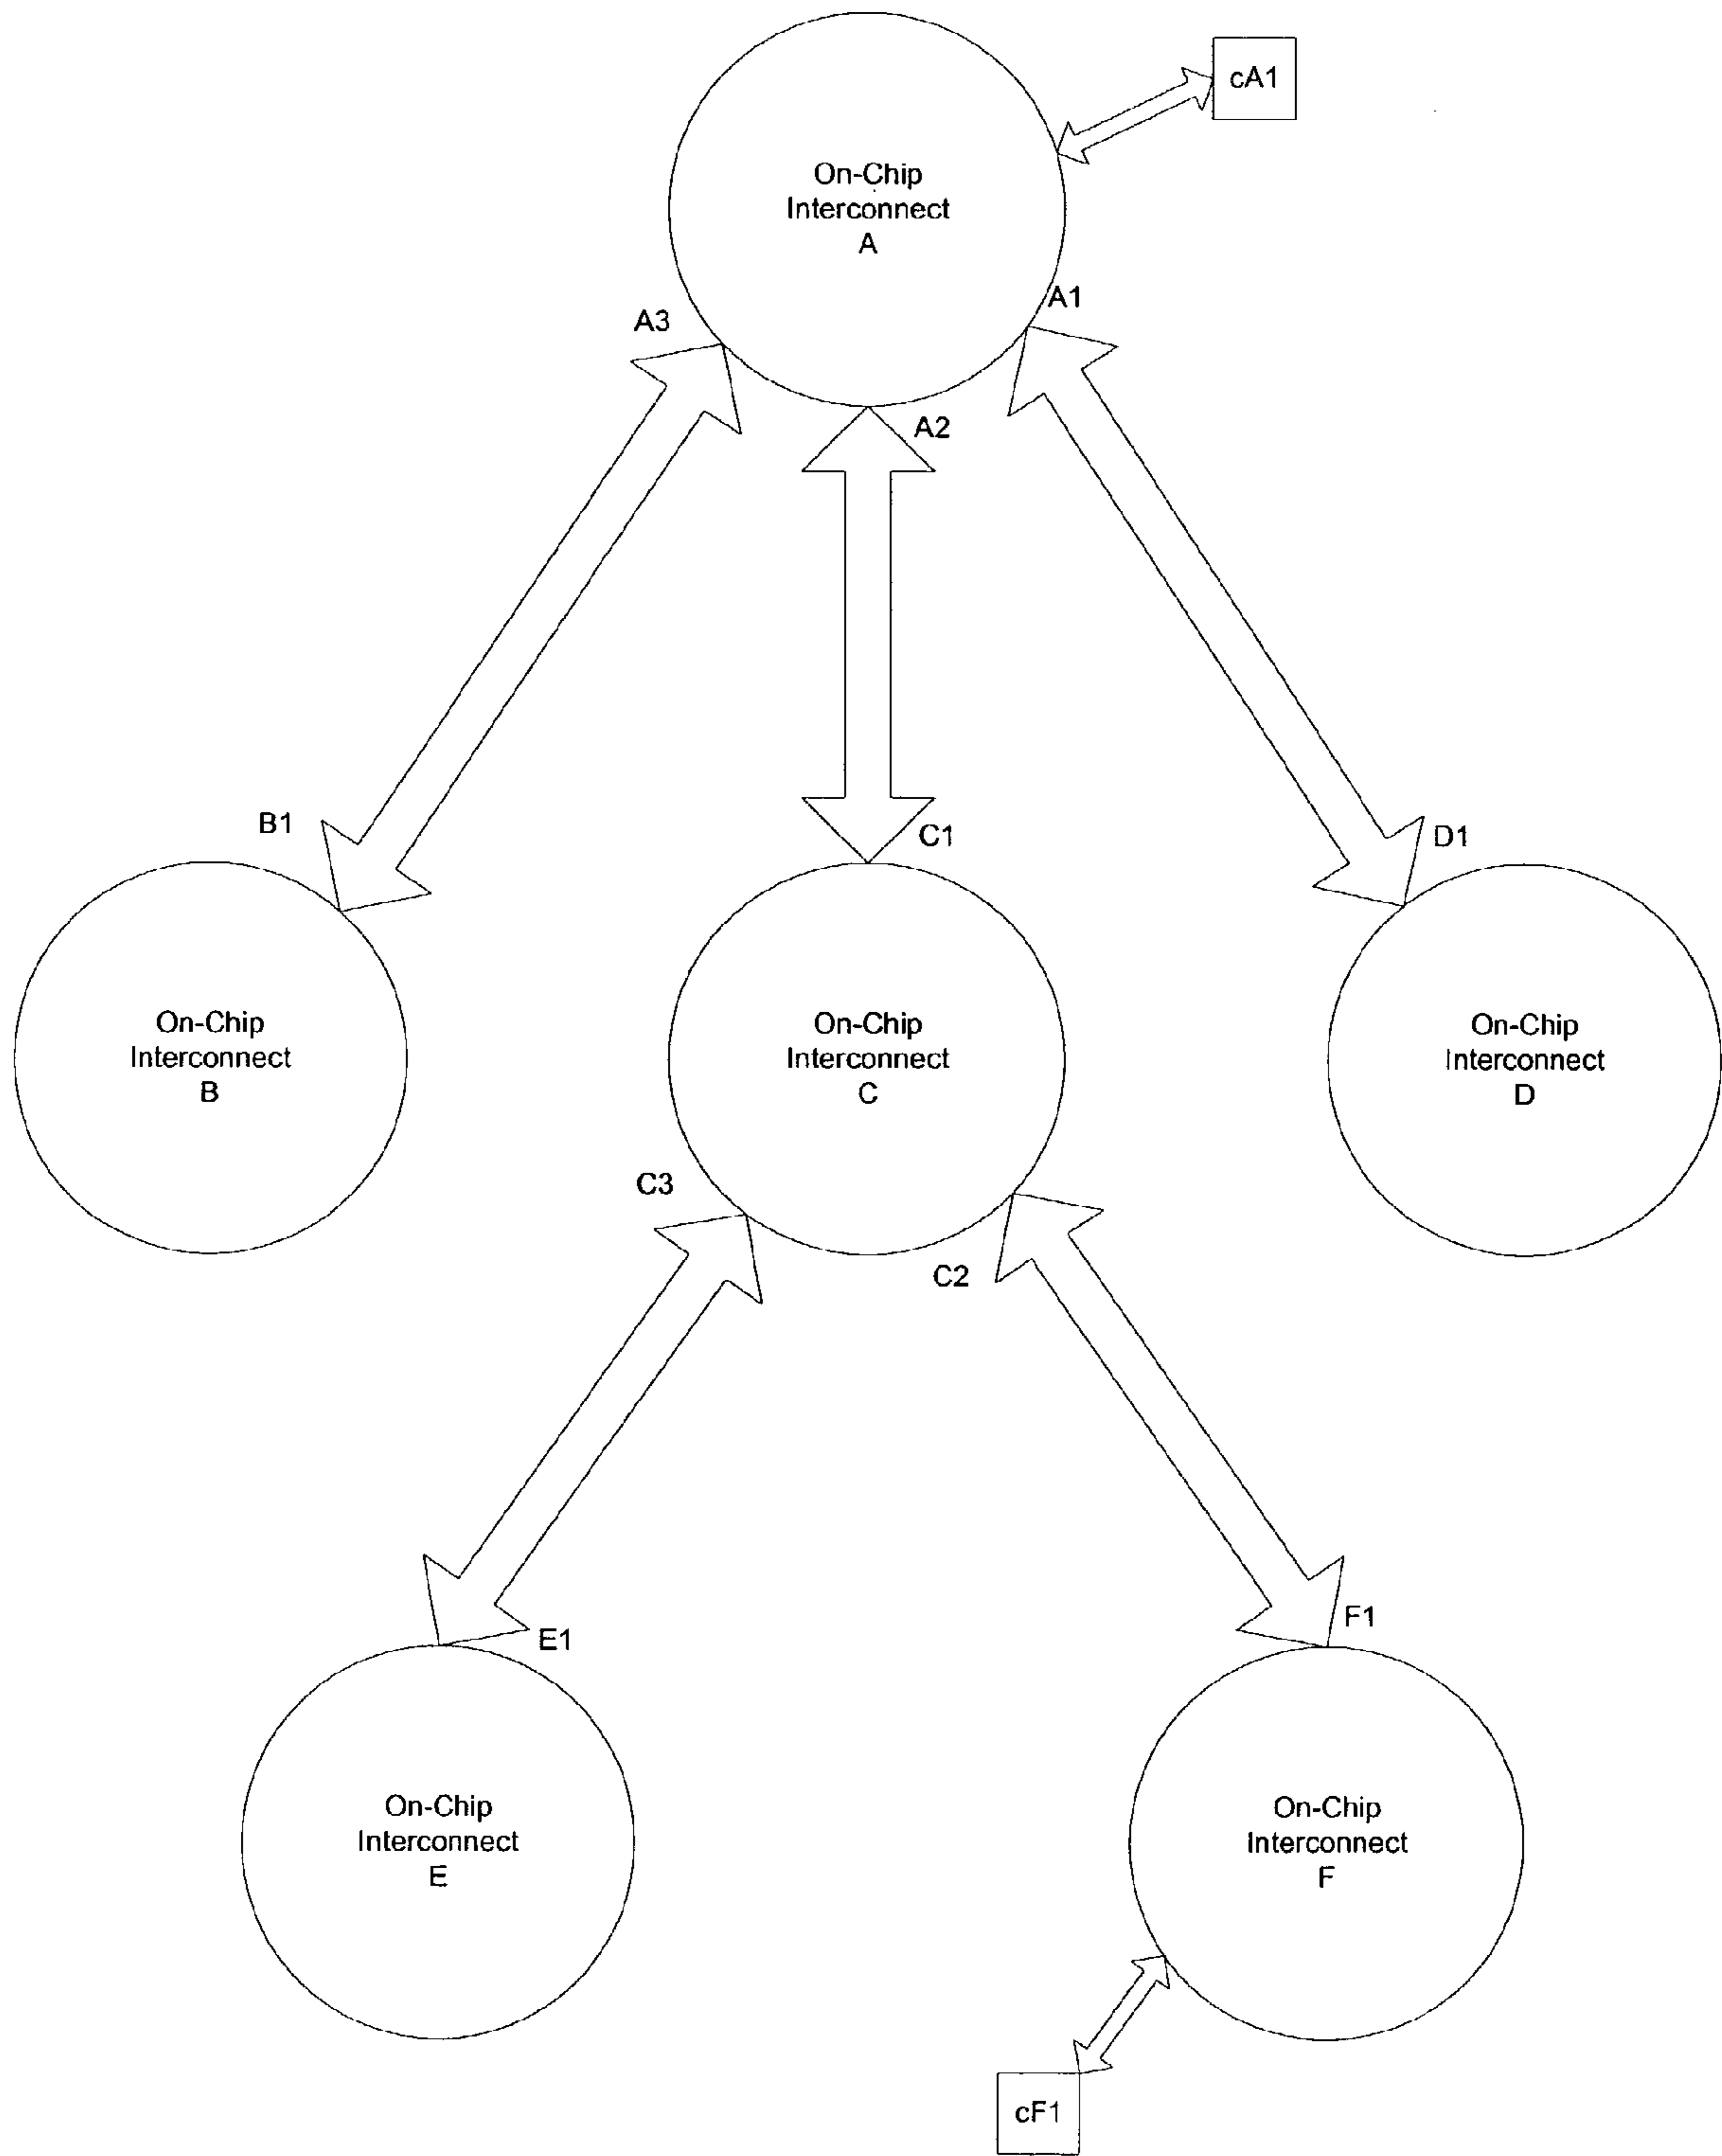 cA1
On-Chip
Interconnect
A
A1
A3
A2
B1
C1
D1
On-Chip
Interconnect
B
On-Chip
Interconnect
C
On-Chip
Interconnect
D
C3
C2
E1
F1
On-Chip
Interconnect
E
On-Chip
Interconnect
F
cF1